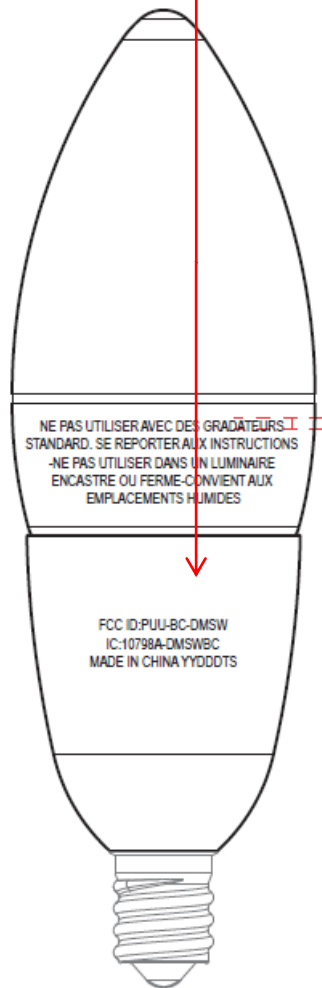 NE PAS UTILISER AVEC DES GRADATEURS
STANDARD. SE REPORTER AUX INSTRUCTIONS
-NE PAS UTILISER DANS UN LUMINAIRE
ENCASTRE OU FERME-CONVIENT AUX
EMPLACEMENTS HUMIDES
FCC ID:PUU-BC-DMSW
IC:10798A-DMSWBC
MADE IN CHINA YYDDDTS